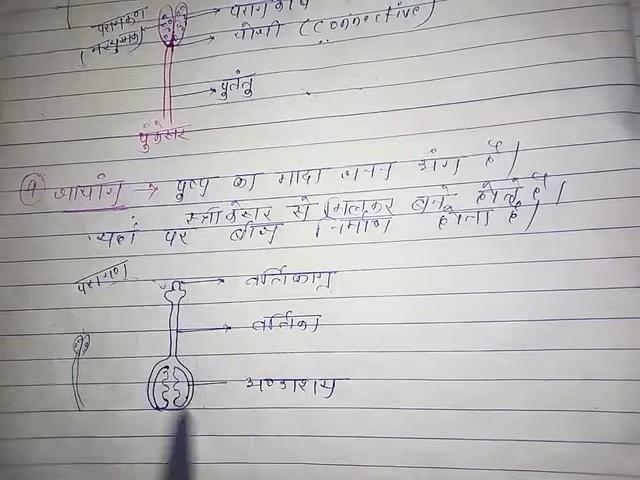 परागकोष
परागकण
(नरयुग्मक)
योजी (Connective)
पुतंतु
पुंकेसर
(4) जायांग → पुष्प का मादा जनन अंग है।
स्त्रीकेसर से मिलकर बने होते हैं।
यहां पर बीज निर्माण होता है।
परागण
वर्तिकाग्र
वर्तिका
अण्डाशय